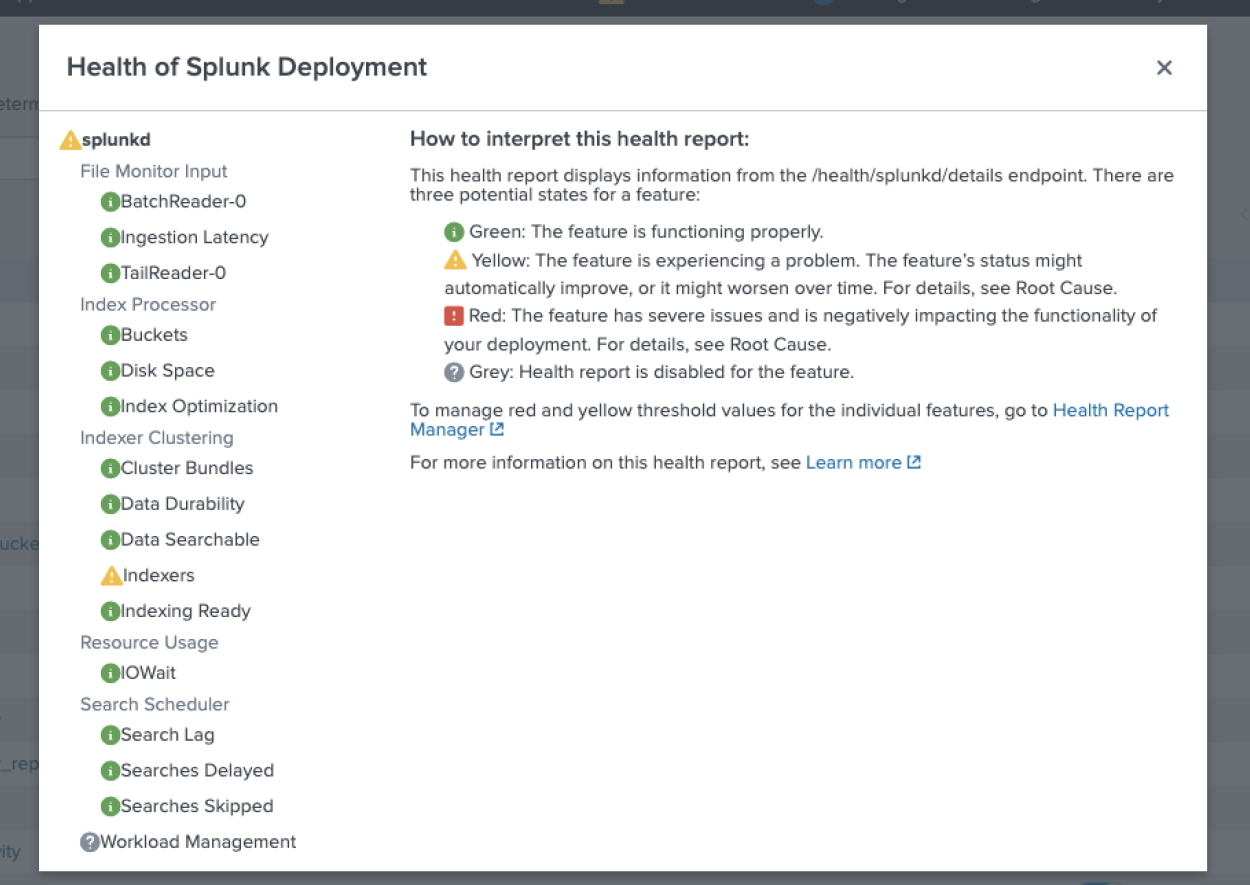 Health of Splunk Deployment
splunkd
File Monitor Input
BatchReader-0
Ingestion Latency
TailReader-0
Index Processor
Buckets
Disk Space
Index Optimization
Indexer Clustering
Cluster Bundles
Data Durability
Data Searchable
Indexers
Indexing Ready
Resource Usage
IOWait
Search Scheduler
Search Lag
Searches Delayed
Searches Skipped
Workload Management
How to interpret this health report:
This health report displays information from the /health/splunkd/details endpoint. There are
three potential states for a feature:
Green: The feature is functioning properly.
Yellow: The feature is experiencing a problem. The feature’s status might
automatically improve, or it might worsen over time. For details, see Root Cause.
Red: The feature has severe issues and is negatively impacting the functionality of
your deployment. For details, see Root Cause.
Grey: Health report is disabled for the feature.
To manage red and yellow threshold values for the individual features, go to Health Report
Manager
For more information on this health report, see Learn more